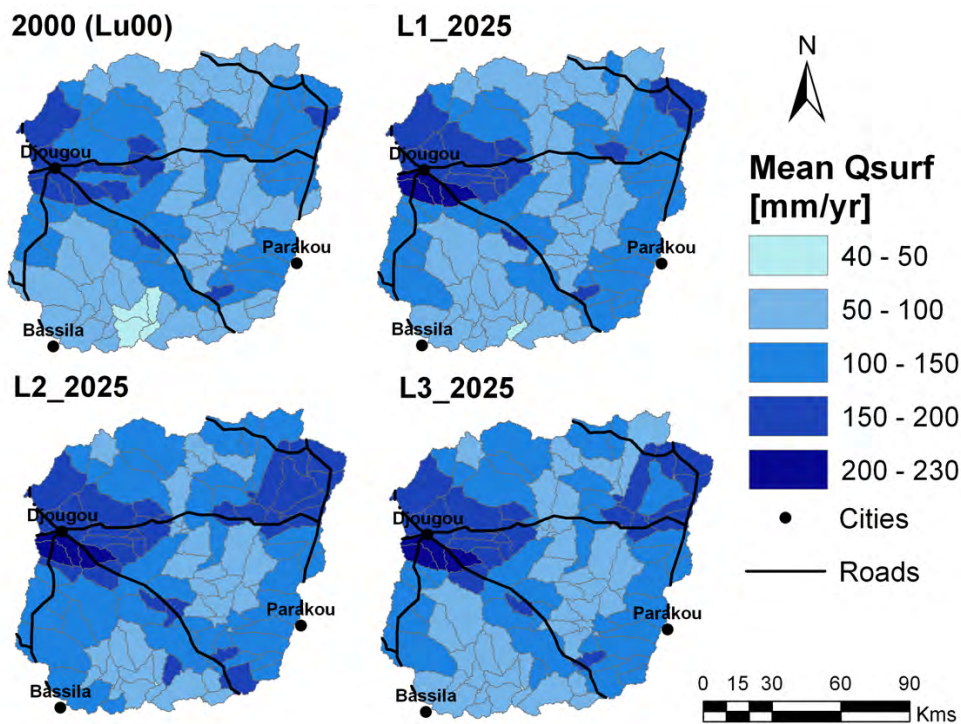 2000 (Lu00)
L1_2025
Djougou
Parakou
Bassila
Djougou
Parakou
Bassila
L2_2025
L3_2025
Djougou
Parakou
Bassila
Djougou
Parakou
Bassila
N
Mean Qsurf
[mm/yr]
40 - 50
50 - 100
100 - 150
150 - 200
200 - 230
Cities
Roads
0 15 30 60 90
Kms